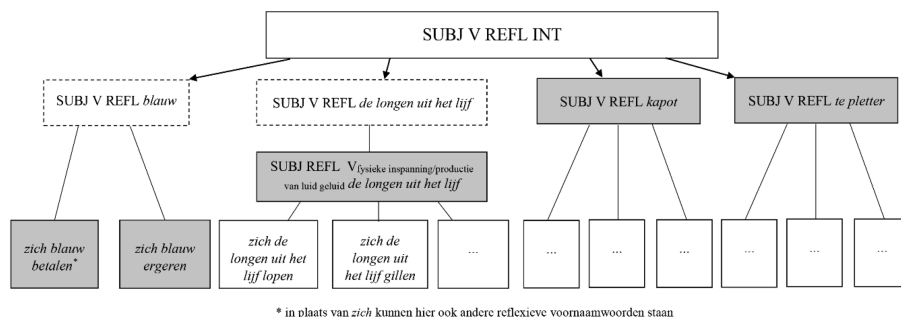 SUBJ V REFL INT
SUBJ V REFL blauw
SUBJ V REFL de longen uit het lijf
SUBJ V REFL kapot
SUBJ V REFL te pletter
SUBJ REFL Vfysieke inspanning/productie
van luid geluid de longen uit het lijf
zich blauw
betalen*
zich blauw
ergeren
zich de
longen uit het
lijf lopen
zich de
longen uit
het lijf gillen
...
...
...
...
...
...
...
* in plaats van zich kunnen hier ook andere reflexieve voornaamwoorden staan